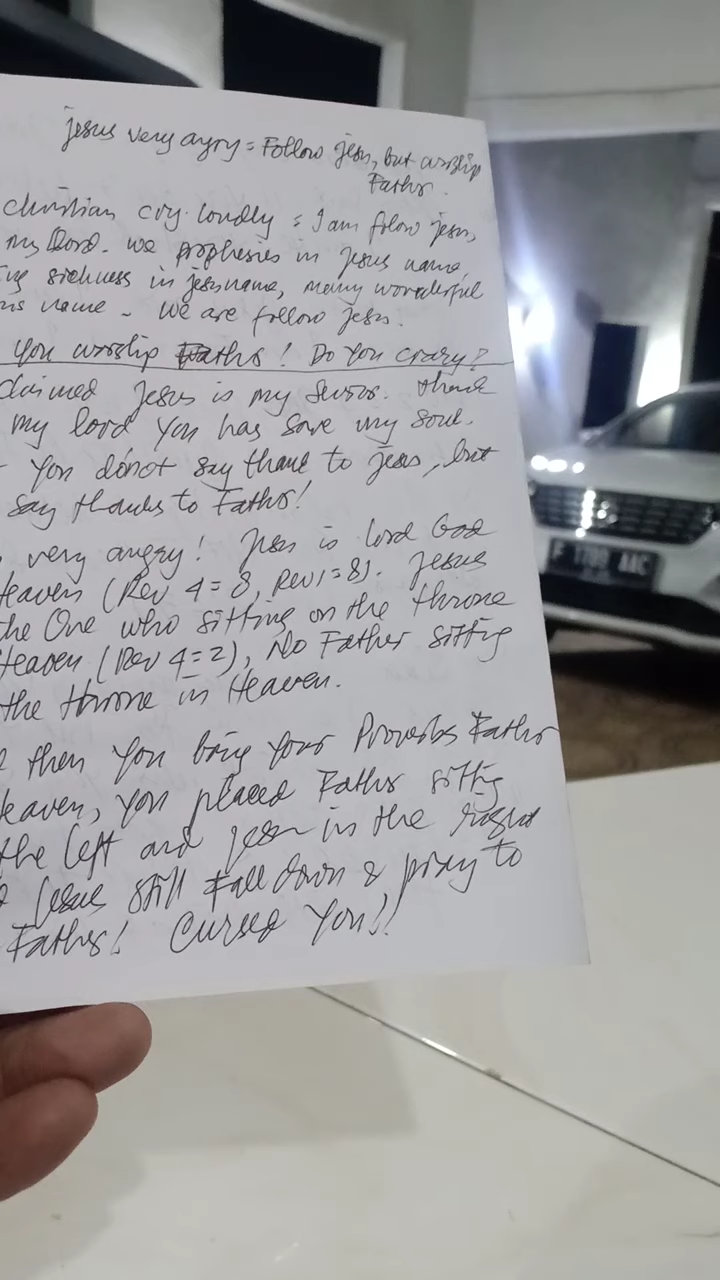 Jesus very angry = Follow Jesus, but worship
Father.
christian cry loudly = I am follow Jesus,
my Lord. we prophesies in Jesus name,
ing sickness in jesus name, many wonderful
us name - we are follow Jesus.
You worship Father! Do You crazy?
claimed Jesus is my Savior. thank
my lord You has save my soul.
You donot say thank to Jesus, but
say thanks to Father!
very angry! Jesus is lord God
Heaven (Rev 4=8, Rev 1=8). Jesus
the One who sitting on the throne
Heaven (Rev 4=2), No Father sitting
the throne in Heaven.
then You bring Your Proverbs Father
Heaven, You placed Father sitting
the left and Jesus in the right
Jesus still Fall down & pray to
Father! Cursed You!!